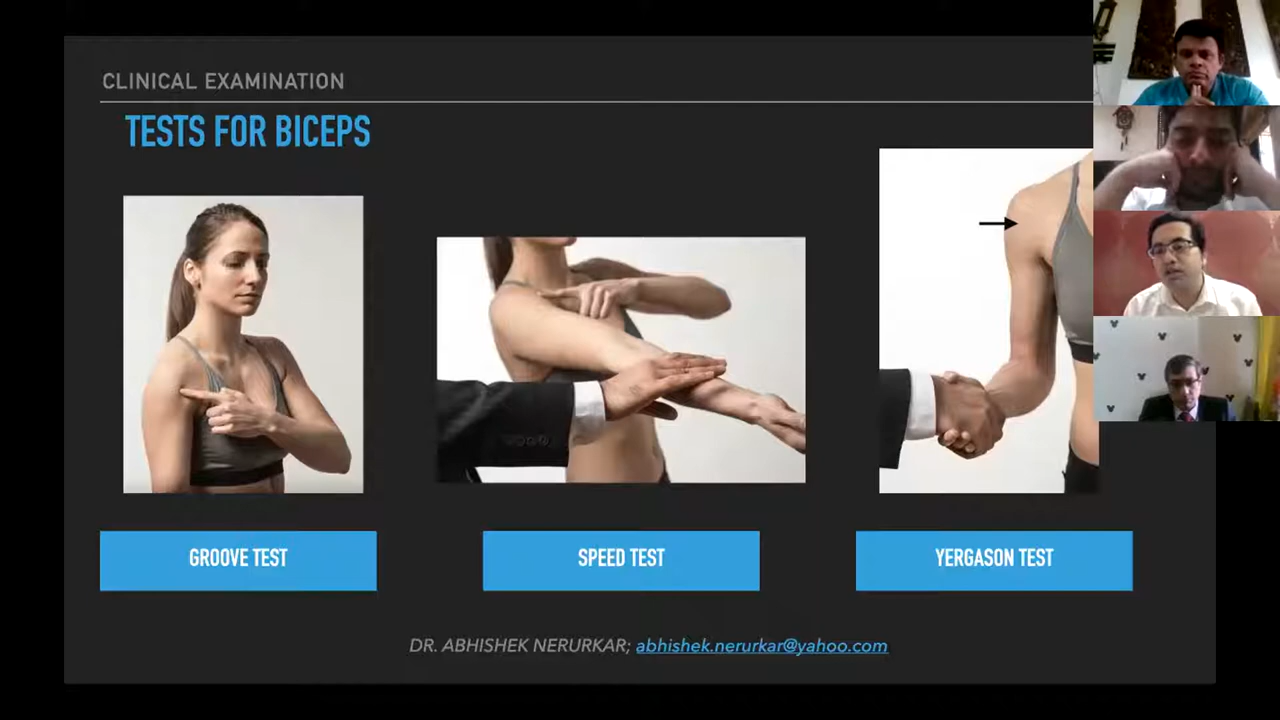 CLINICAL EXAMINATION
TESTS FOR BICEPS
GROOVE TEST
SPEED TEST
YERGASON TEST
DR. ABHISHEK NERURKAR; abhishek.nerurkar@yahoo.com